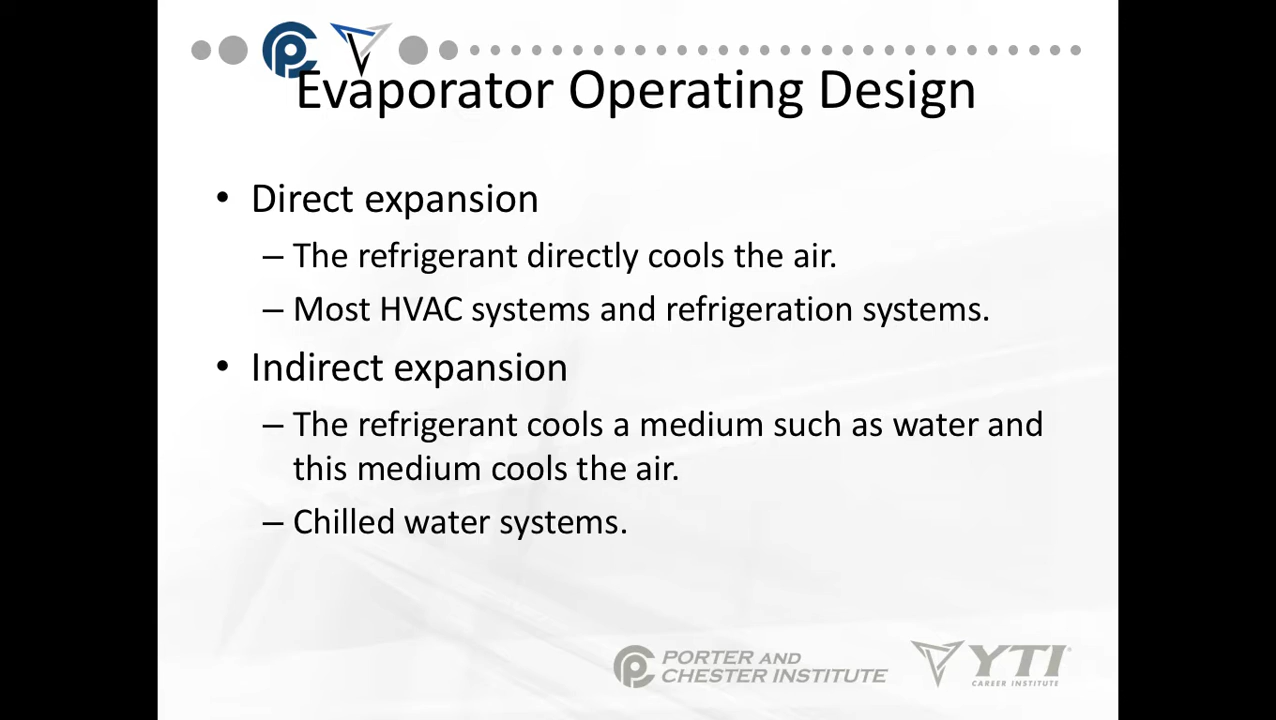 Evaporator Operating Design
• Direct expansion
– The refrigerant directly cools the air.
– Most HVAC systems and refrigeration systems.
• Indirect expansion
– The refrigerant cools a medium such as water and
this medium cools the air.
– Chilled water systems.
PORTER AND
CHESTER INSTITUTE
YTI
CAREER INSTITUTE